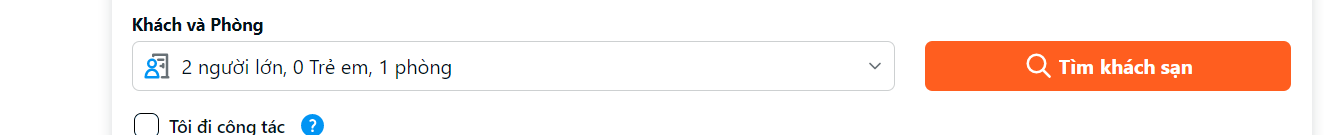 Khách và Phòng
2 người lớn, 0 Trẻ em, 1 phòng
Tìm khách sạn
Tôi đi công tác ?